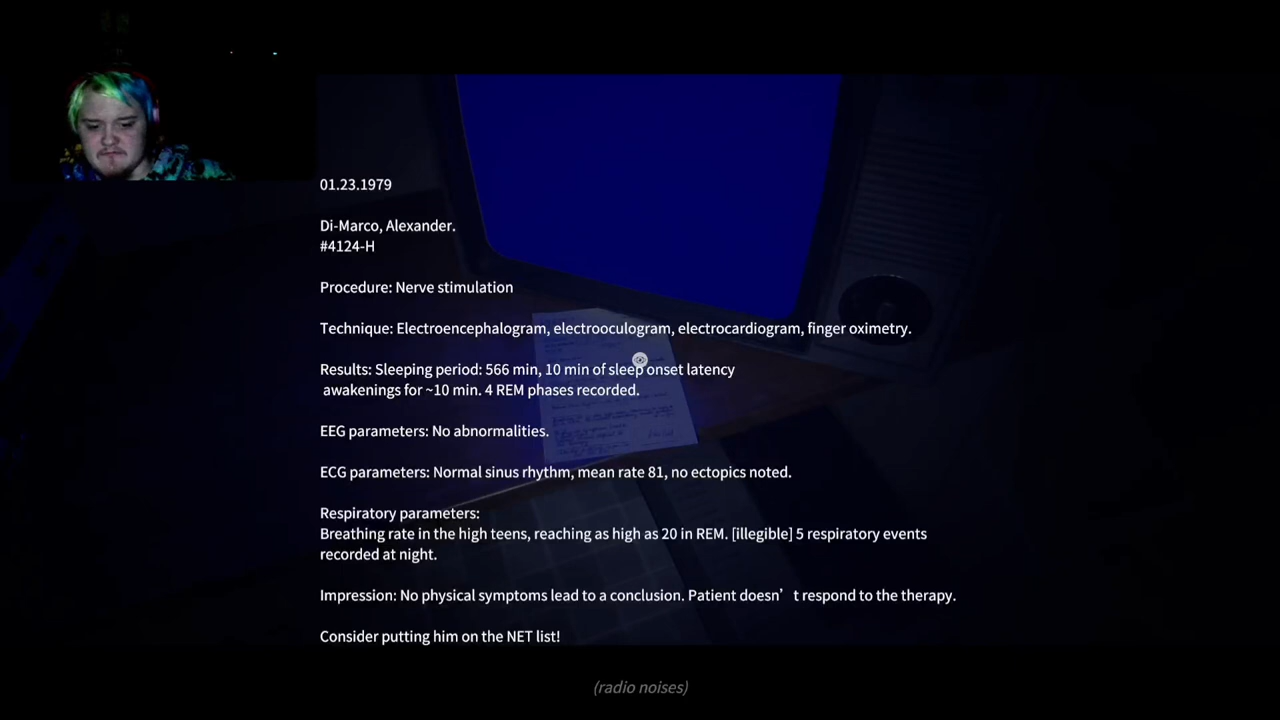 01.23.1979
Di-Marco, Alexander.
#4124-H
Procedure: Nerve stimulation
Technique: Electroencephalogram, electrooculogram, electrocardiogram, finger oximetry.
Results: Sleeping period: 566 min, 10 min of sleep onset latency
awakenings for ~10 min. 4 REM phases recorded.
EEG parameters: No abnormalities.
ECG parameters: Normal sinus rhythm, mean rate 81, no ectopics noted.
Respiratory parameters:
Breathing rate in the high teens, reaching as high as 20 in REM. [illegible] 5 respiratory events
recorded at night.
Impression: No physical symptoms lead to a conclusion. Patient doesn’t respond to the therapy.
Consider putting him on the NET list!
(radio noises)